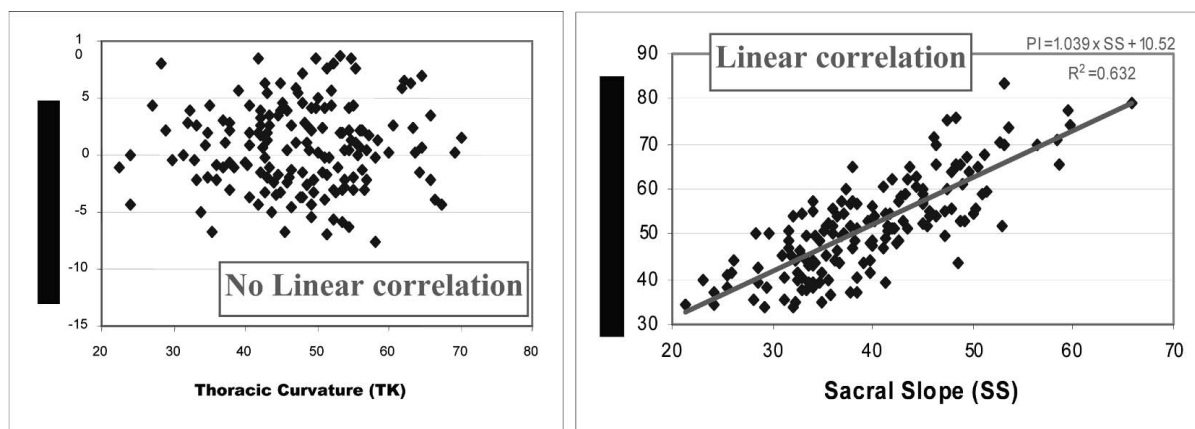 1
0
5
0
-5
-10
-15
No Linear correlation
20 30 40 50 60 70 80
Thoracic Curvature (TK)
Linear correlation
PI=1.039 x SS + 10.52
R²=0.632
90
80
70
60
50
40
30
20 30 40 50 60 70
Sacral Slope (SS)